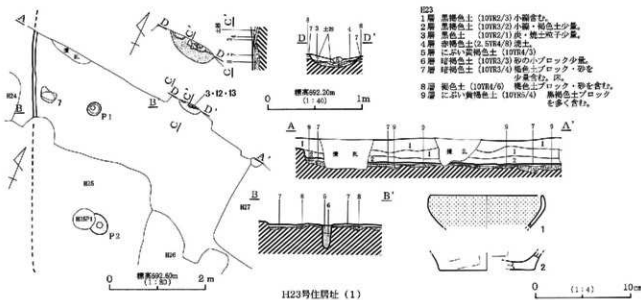 H23
1層 黒褐色土 (10YR2/3) 小礫含む。
2層 黒褐色土 (10YR3/2) 小礫・褐色土少量。
3層 黒色土 (10YR2/1) 炭・焼土粒子少量。
4層 赤褐色土 (2.5YR4/8) 焼土。
5層 にぶい黄褐色土 (10YR4/3)
6層 暗褐色土 (10YR3/3) 砂の小ブロック少量。
7層 暗褐色土 (10YR3/4) 褐色土ブロック・砂を
少量含む。床。
8層 褐色土 (10YR4/6) 褐色土ブロック・砂を含む。
9層 にぶい黄褐色土 (10YR5/4) 黒褐色土ブロック
を多く含む。
A
D
D'
C
C'
3・12・13
標高692.30m
(1:40)
1m
H24
B
P1
B'
A'
H25
H25P1
P2
H26
H27
標高692.60m
(1:80)
2m
A
A'
B
B'
1
2
(1:4)
10cm
H23号住居址 (1)